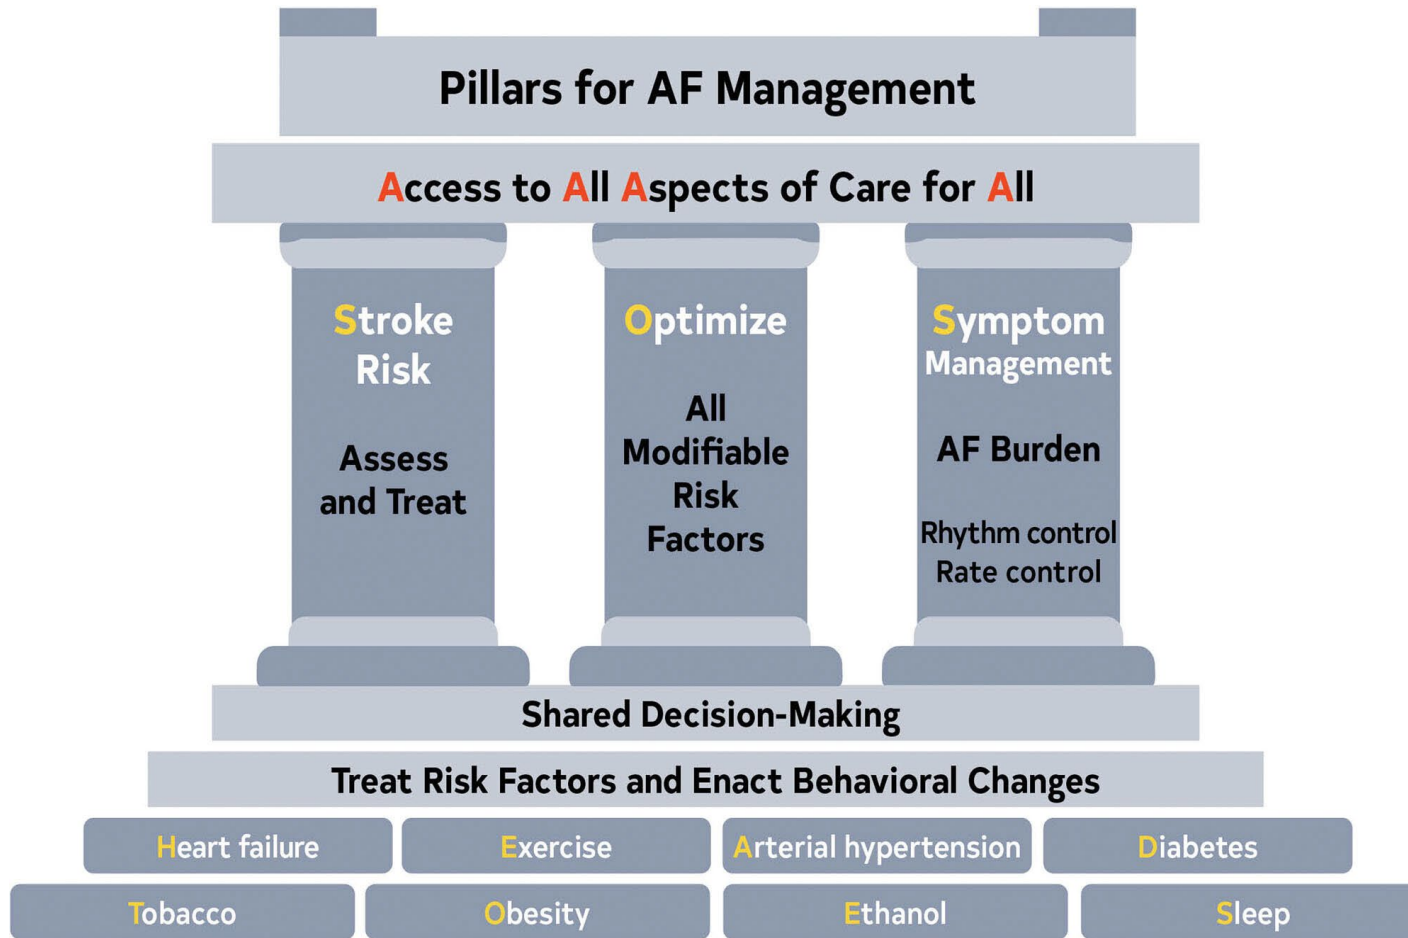 Pillars for AF Management
Access to All Aspects of Care for All
Stroke
Risk
Assess
and Treat
Optimize
All
Modifiable
Risk
Factors
Symptom
Management
AF Burden
Rhythm control
Rate control
Shared Decision-Making
Treat Risk Factors and Enact Behavioral Changes
Heart failure
Exercise
Arterial hypertension
Diabetes
Tobacco
Obesity
Ethanol
Sleep